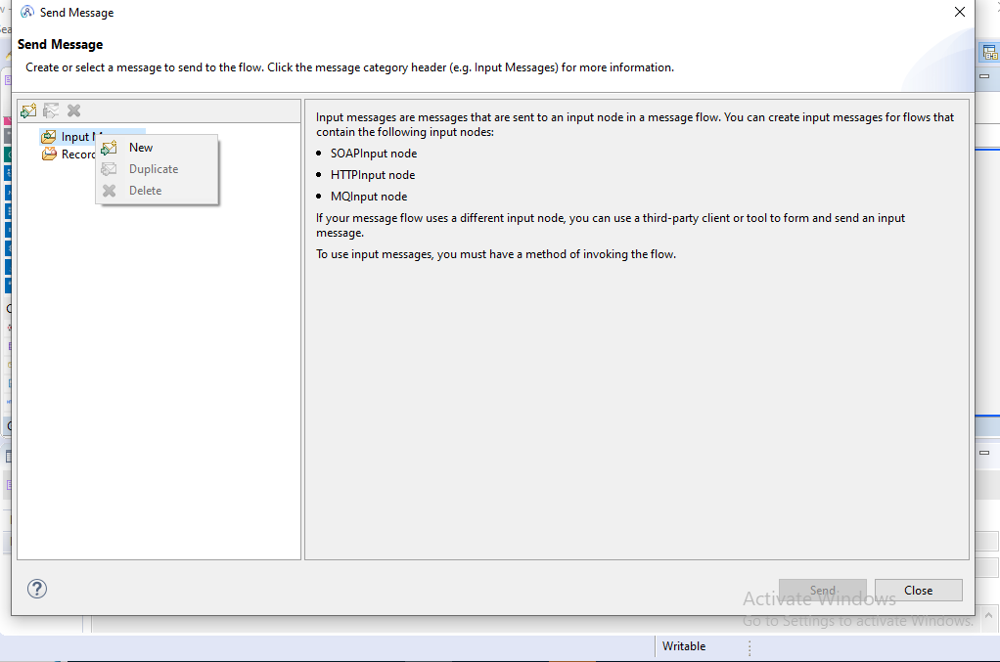 Send Message
Send Message
Create or select a message to send to the flow. Click the message category header (e.g. Input Messages) for more information.
Input
New
Duplicate
Delete
Input messages are messages that are sent to an input node in a message flow. You can create input messages for flows that
contain the following input nodes:
SOAPInput node
HTTPInput node
MQInput node
If your message flow uses a different input node, you can use a third-party client or tool to form and send an input
message.
To use input messages, you must have a method of invoking the flow.
Send
Close
Activate Windows
Go to Settings to activate Windows.
Writable